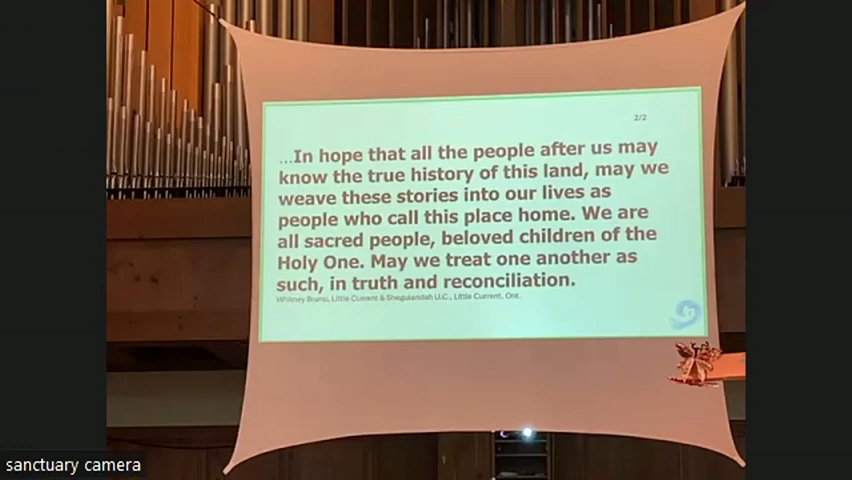 2/2
...In hope that all the people after us may
know the true history of this land, may we
weave these stories into our lives as
people who call this place home. We are
all sacred people, beloved children of the
Holy One. May we treat one another as
such, in truth and reconciliation.
Whitney Bruno, Little Current & Sheguiandah U.C., Little Current, Ont.
sanctuary camera